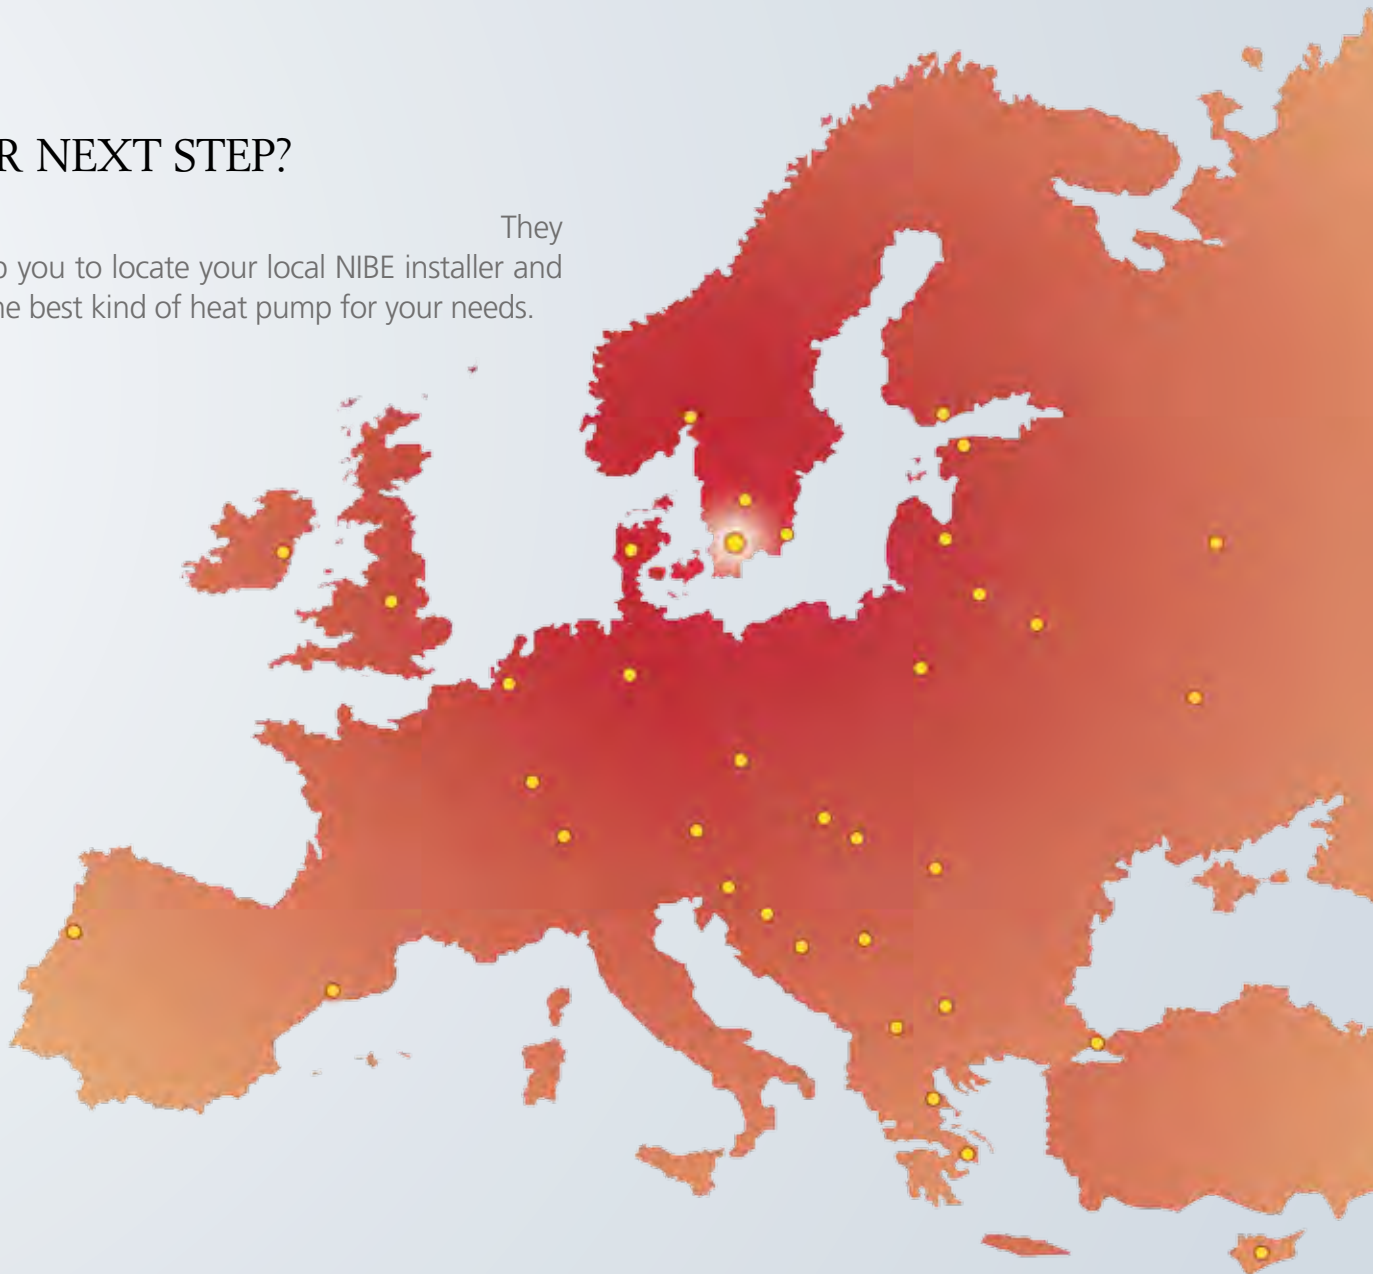 R NEXT STEP?
They
you to locate your local NIBE installer and
best kind of heat pump for your needs.